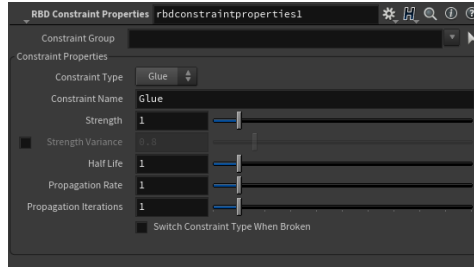 RBD Constraint Properties rbdconstraintproperties1
Constraint Group
Constraint Properties
Constraint Type Glue
Constraint Name Glue
Strength 1
Strength Variance 0.8
Half Life 1
Propagation Rate 1
Propagation Iterations 1
Switch Constraint Type When Broken